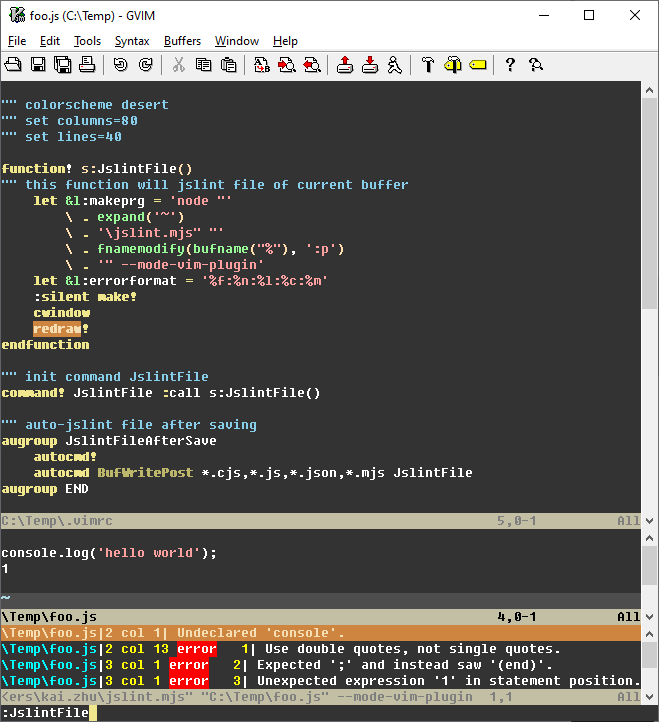 foo.js (C:\Temp) - GVIM
File Edit Tools Syntax Buffers Window Help
"" colorscheme desert
"" set columns=80
"" set lines=40
function! s:JslintFile()
"" this function will jslint file of current buffer
    let &l:makeprg = 'node "'
        \ . expand('~')
        \ . '\jslint.mjs" "'
        \ . fnamemodify(bufname("%"), ':p')
        \ . '" --mode-vim-plugin'
    let &l:errorformat = '%f:%n:%l:%c:%m'
    :silent make!
    cwindow
    redraw!
endfunction
"" init command JslintFile
command! JslintFile :call s:JslintFile()
"" auto-jslint file after saving
augroup JslintFileAfterSave
    autocmd!
    autocmd BufWritePost *.cjs,*.js,*.json,*.mjs JslintFile
augroup END
C:\Temp\.vimrc 5,0-1 All
console.log('hello world');
1
~
\Temp\foo.js 4,0-1 All
\Temp\foo.js|2 col 1| Undeclared 'console'.
\Temp\foo.js|2 col 13 error   1| Use double quotes, not single quotes.
\Temp\foo.js|3 col 1 error   2| Expected ';' and instead saw '(end)'.
\Temp\foo.js|3 col 1 error   3| Unexpected expression '1' in statement position.
<ers\kai.zhu\jslint.mjs" "C:\Temp\foo.js" --mode-vim-plugin 1,1 All
:JslintFile